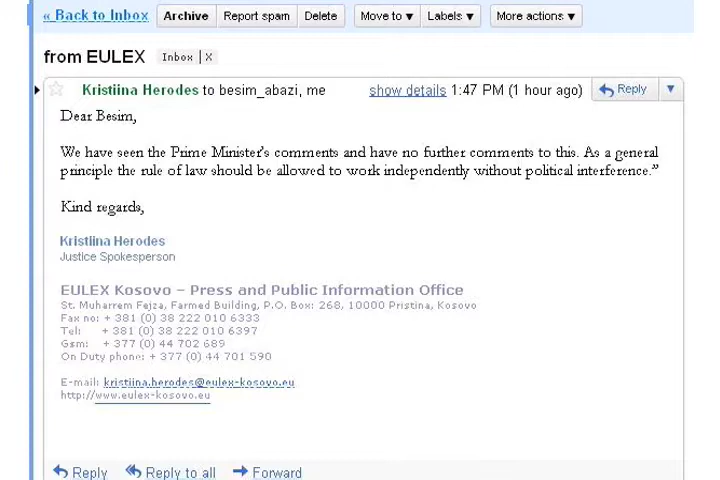 « Back to Inbox Archive Report spam Delete Move to ▼ Labels ▼ More actions ▼
from EULEX Inbox | X
Kristiina Herodes to besim_abazi, me show details 1:47 PM (1 hour ago) Reply ▼
Dear Besim,
We have seen the Prime Minister's comments and have no further comments to this. As a general
principle the rule of law should be allowed to work independently without political interference.”
Kind regards,
Kristiina Herodes
Justice Spokesperson
EULEX Kosovo – Press and Public Information Office
St. Muharrem Fejza, Farmed Building, P.O. Box: 268, 10000 Pristina, Kosovo
Fax no: + 381 (0) 38 222 010 6333
Tel: + 381 (0) 38 222 010 6397
Gsm: + 377 (0) 44 702 689
On Duty phone: + 377 (0) 44 701 590
E-mail: kristiina.herodes@eulex-kosovo.eu
http://www.eulex-kosovo.eu
Reply Reply to all Forward